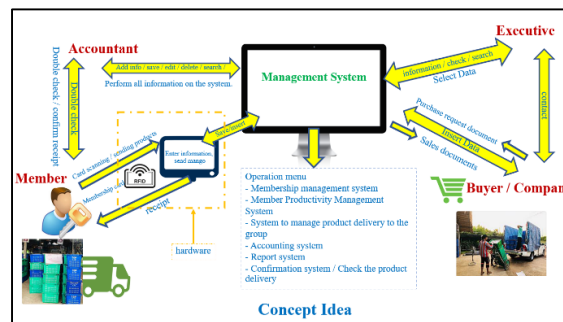 Executive
Accountant
Add info / save / edit / delete / search /
Perform all information on the system.
Management System
information / check / search
Select Data
Double check / confirm receipt
Double check
contact
Purchase request document
Insert Data
Sales documents
Save/insert
Card scanning / sending products
Enter information,
send mango
RFID
Membership card
receipt
Member
Buyer / Compan
hardware
Operation menu
- Membership management system
- Member Productivity Management
System
- System to manage product delivery to the
group
- Accounting system
- Report system
- Confirmation system / Check the product
delivery
Concept Idea